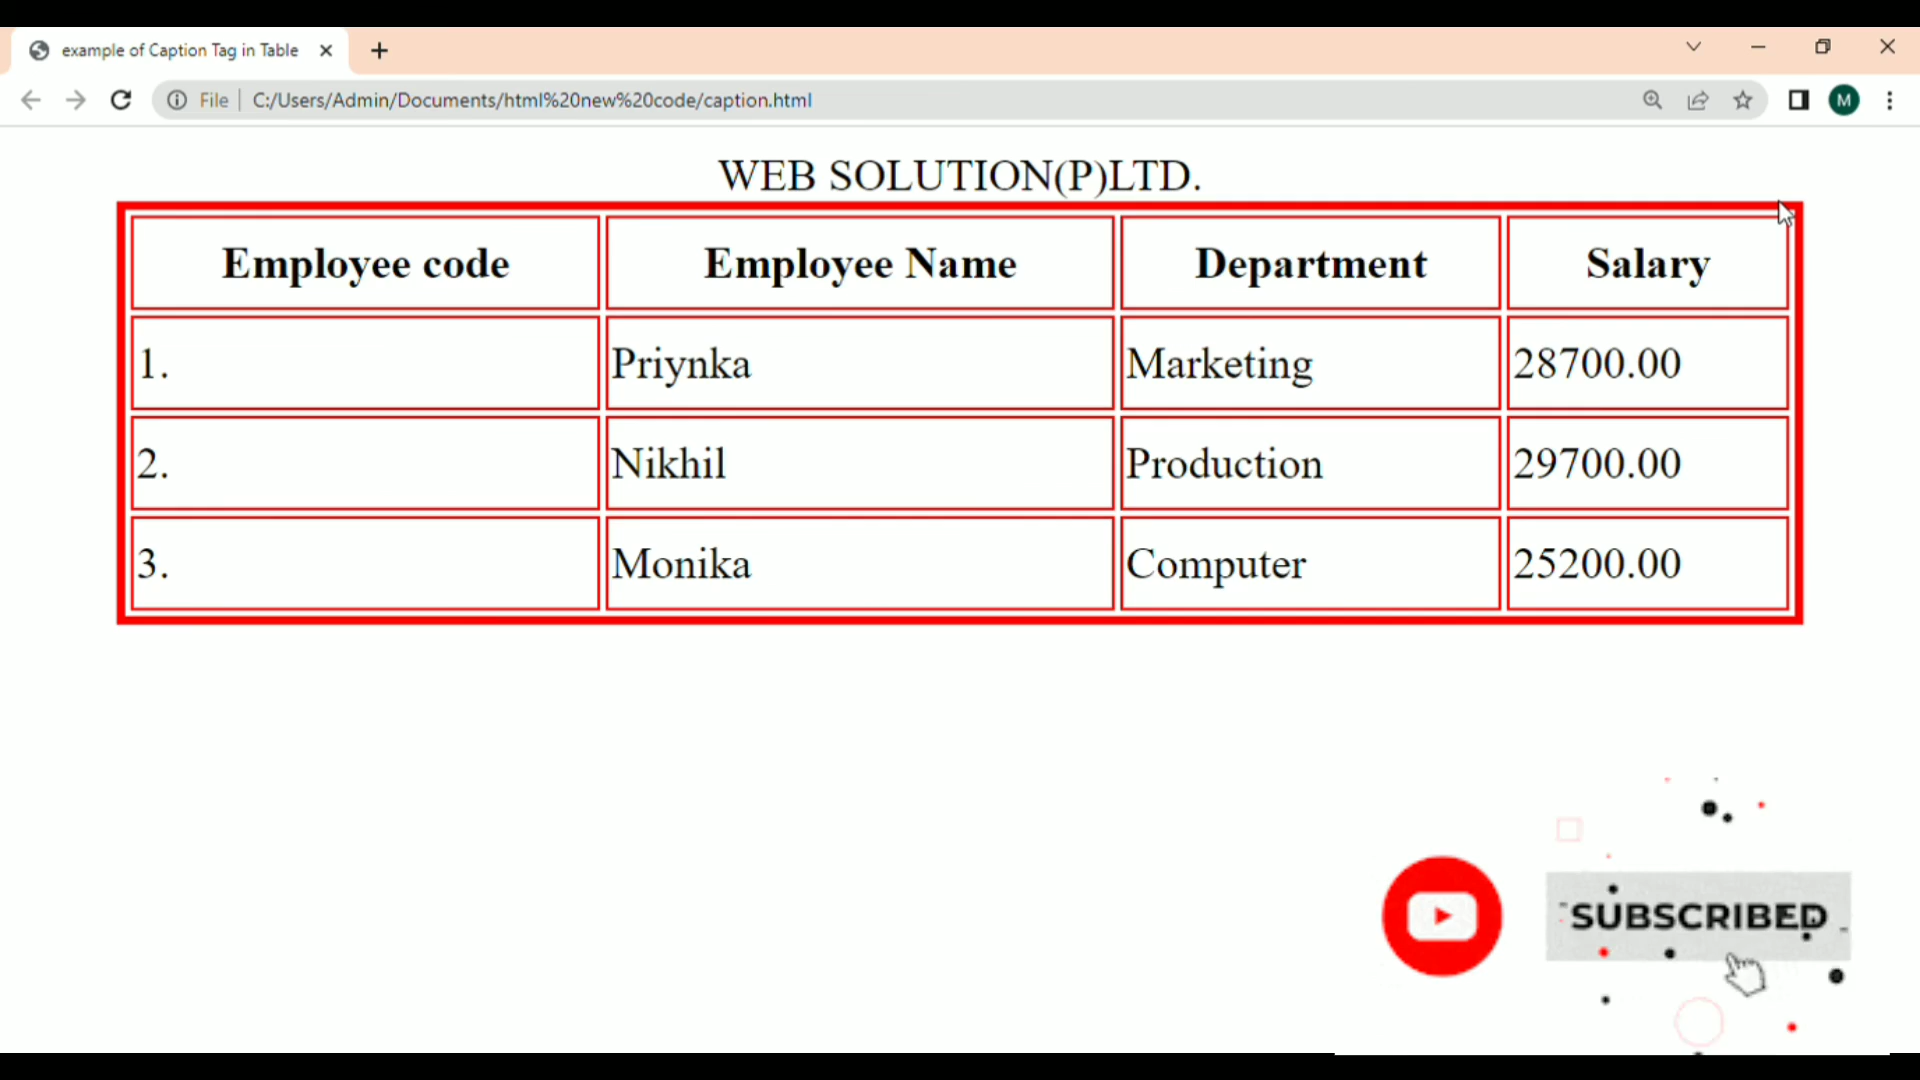 example of Caption Tag in Table
File C:/Users/Admin/Documents/html%20new%20code/caption.html
M
WEB SOLUTION(P)LTD.
Employee code Employee Name Department Salary
1. Priynka Marketing 28700.00
2. Nikhil Production 29700.00
3. Monika Computer 25200.00
SUBSCRIBED